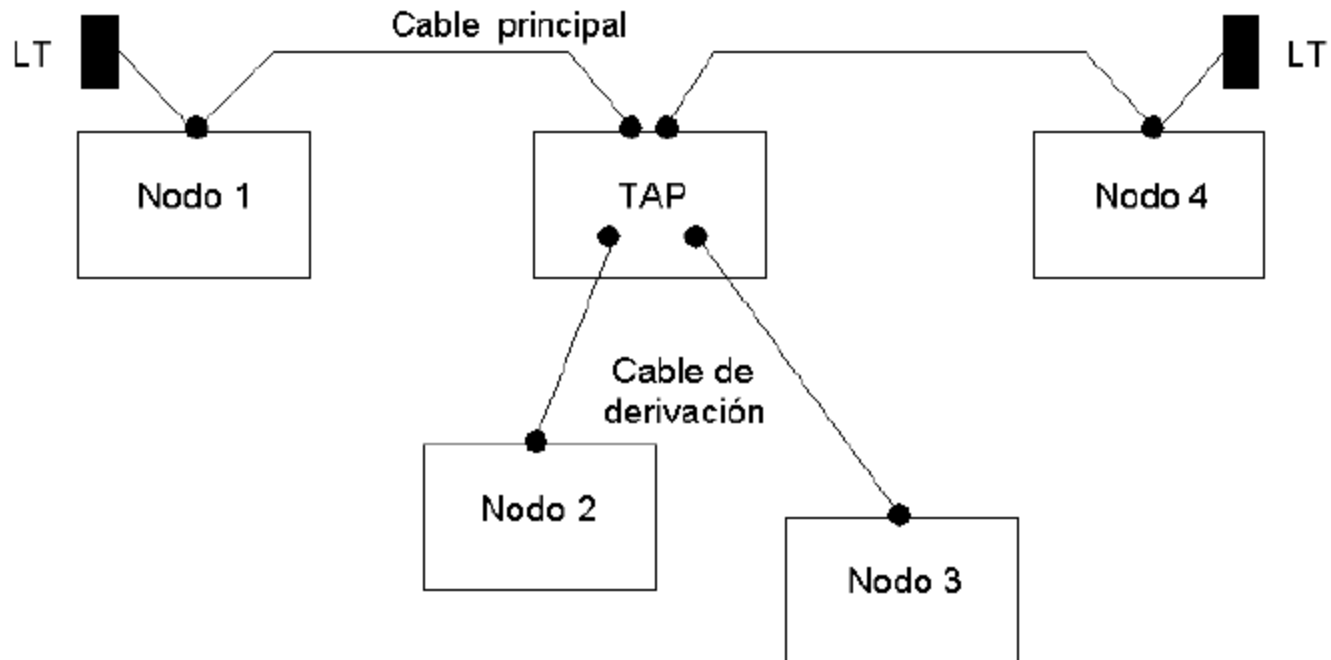 Cable principal
LT
LT
Nodo 1
TAP
Nodo 4
Cable de
derivación
Nodo 2
Nodo 3